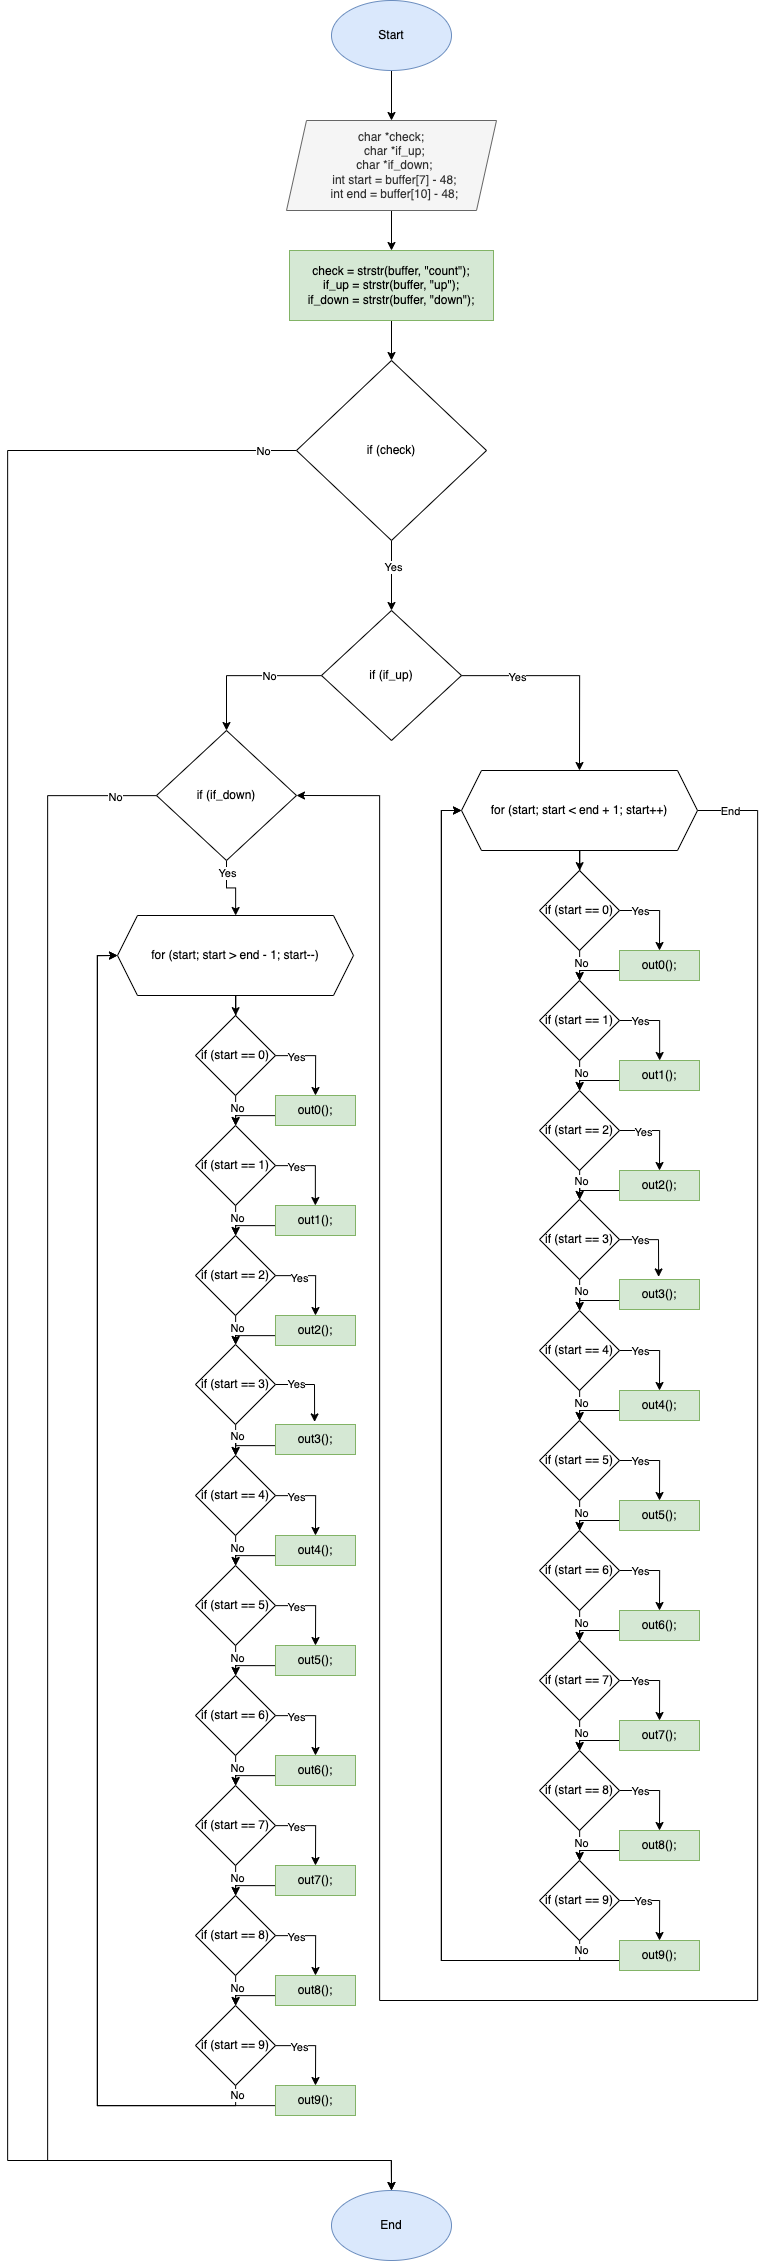 Start
char *check;
char *if_up;
char *if_down;
int start = buffer[7] - 48;
int end = buffer[10] - 48;
check = strstr(buffer, "count");
if_up = strstr(buffer, "up");
if_down = strstr(buffer, "down");
if (check)
No
Yes
if (if_up)
No
Yes
if (if_down)
No
Yes
for (start; start < end + 1; start++)
End
if (start == 0)
Yes
out0();
No
if (start == 1)
Yes
out1();
No
if (start == 2)
Yes
out2();
No
if (start == 3)
Yes
out3();
No
if (start == 4)
Yes
out4();
No
if (start == 5)
Yes
out5();
No
if (start == 6)
Yes
out6();
No
if (start == 7)
Yes
out7();
No
if (start == 8)
Yes
out8();
No
if (start == 9)
Yes
out9();
No
for (start; start > end - 1; start--)
if (start == 0)
Yes
out0();
No
if (start == 1)
Yes
out1();
No
if (start == 2)
Yes
out2();
No
if (start == 3)
Yes
out3();
No
if (start == 4)
Yes
out4();
No
if (start == 5)
Yes
out5();
No
if (start == 6)
Yes
out6();
No
if (start == 7)
Yes
out7();
No
if (start == 8)
Yes
out8();
No
if (start == 9)
Yes
out9();
No
End